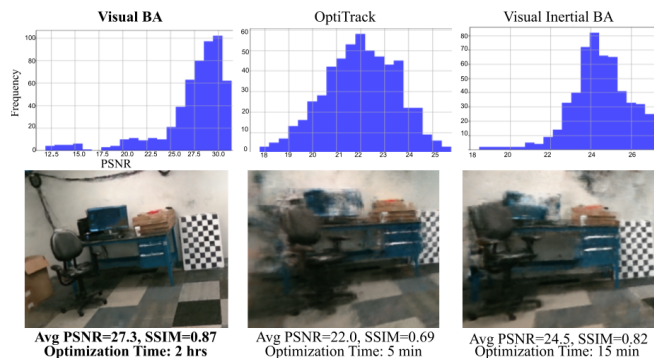 Visual BA
OptiTrack
Visual Inertial BA
Frequency
100
80
60
40
20
0
12.5 15.0 17.5 20.0 22.5 25.0 27.5 30.0
PSNR
60
50
40
30
20
10
0
18 19 20 21 22 23 24 25
80
70
60
50
40
30
20
10
18 20 22 24 26
Avg PSNR=27.3, SSIM=0.87
Optimization Time: 2 hrs
Avg PSNR=22.0, SSIM=0.69
Optimization Time: 5 min
Avg PSNR=24.5, SSIM=0.82
Optimization Time: 15 min